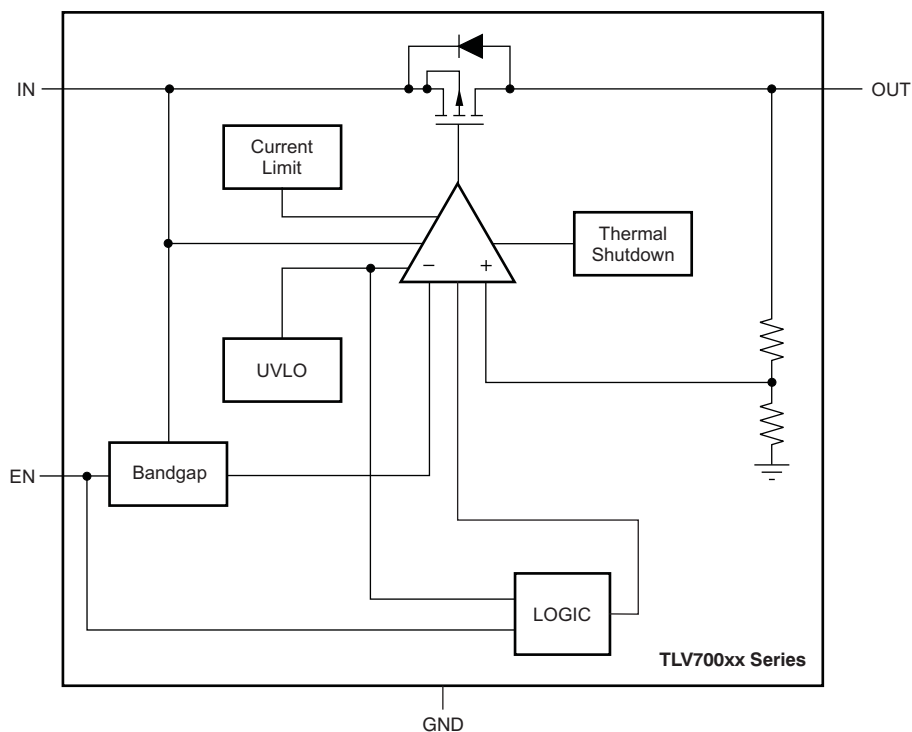 IN
OUT
Current
Limit
Thermal
Shutdown
− +
UVLO
EN
Bandgap
LOGIC
TLV700xx Series
GND